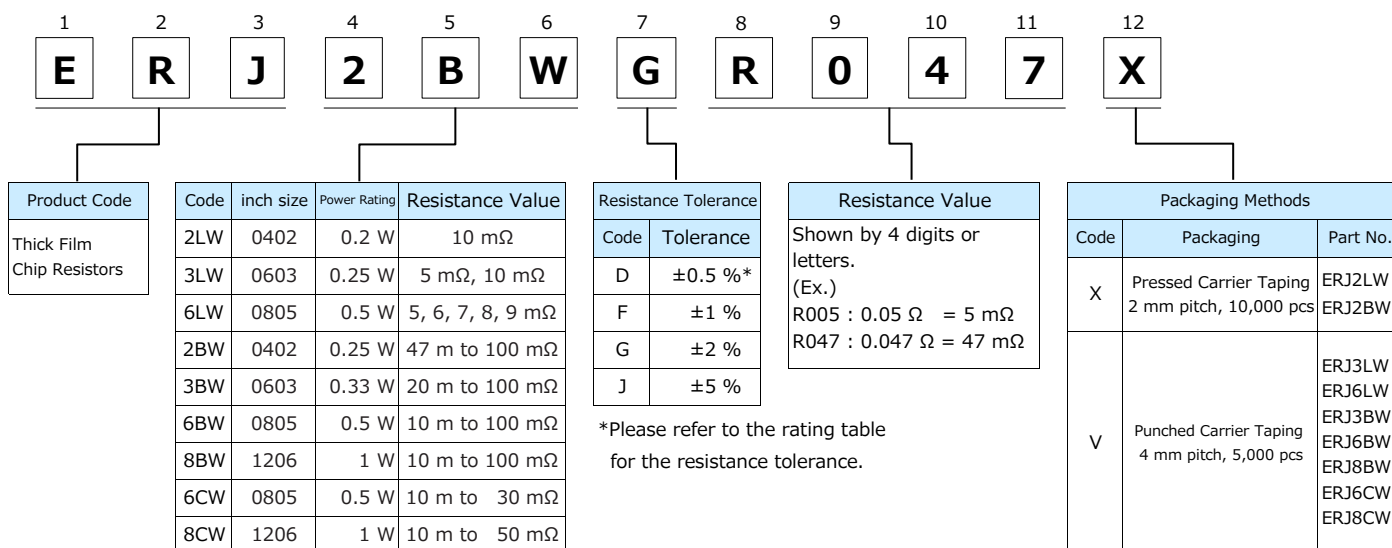 1 2 3 4 5 6 7 8 9 10 11 12
E R J 2 B W G R 0 4 7 X
Product Code
Thick Film
Chip Resistors
Code inch size Power Rating Resistance Value
2LW 0402 0.2 W 10 mΩ
3LW 0603 0.25 W 5 mΩ, 10 mΩ
6LW 0805 0.5 W 5, 6, 7, 8, 9 mΩ
2BW 0402 0.25 W 47 m to 100 mΩ
3BW 0603 0.33 W 20 m to 100 mΩ
6BW 0805 0.5 W 10 m to 100 mΩ
8BW 1206 1 W 10 m to 100 mΩ
6CW 0805 0.5 W 10 m to 30 mΩ
8CW 1206 1 W 10 m to 50 mΩ
Resistance Tolerance
Code Tolerance
D ±0.5 %*
F ±1 %
G ±2 %
J ±5 %
*Please refer to the rating table
for the resistance tolerance.
Resistance Value
Shown by 4 digits or
letters.
(Ex.)
R005 : 0.05 Ω = 5 mΩ
R047 : 0.047 Ω = 47 mΩ
Packaging Methods
Code Packaging Part No.
X Pressed Carrier Taping
2 mm pitch, 10,000 pcs
ERJ2LW
ERJ2BW
V Punched Carrier Taping
4 mm pitch, 5,000 pcs
ERJ3LW
ERJ6LW
ERJ3BW
ERJ6BW
ERJ8BW
ERJ6CW
ERJ8CW